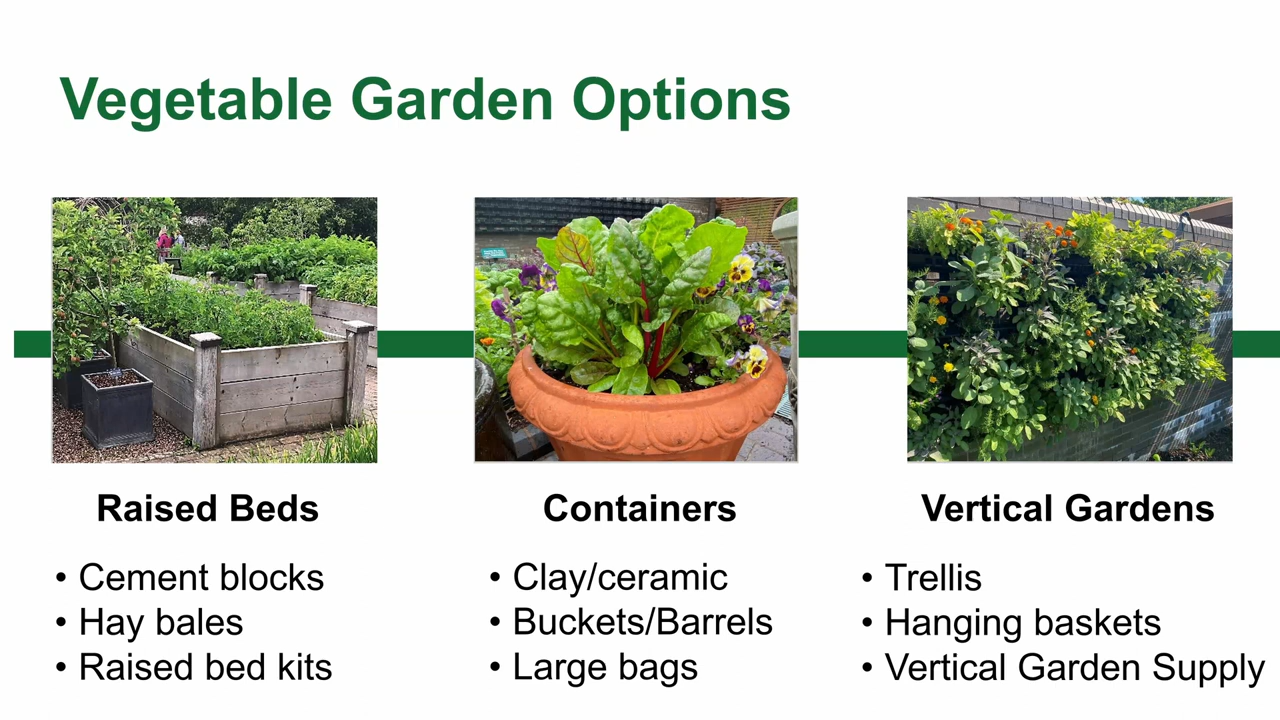 Vegetable Garden Options
Raised Beds
• Cement blocks
• Hay bales
• Raised bed kits
Containers
• Clay/ceramic
• Buckets/Barrels
• Large bags
Vertical Gardens
• Trellis
• Hanging baskets
• Vertical Garden Supply